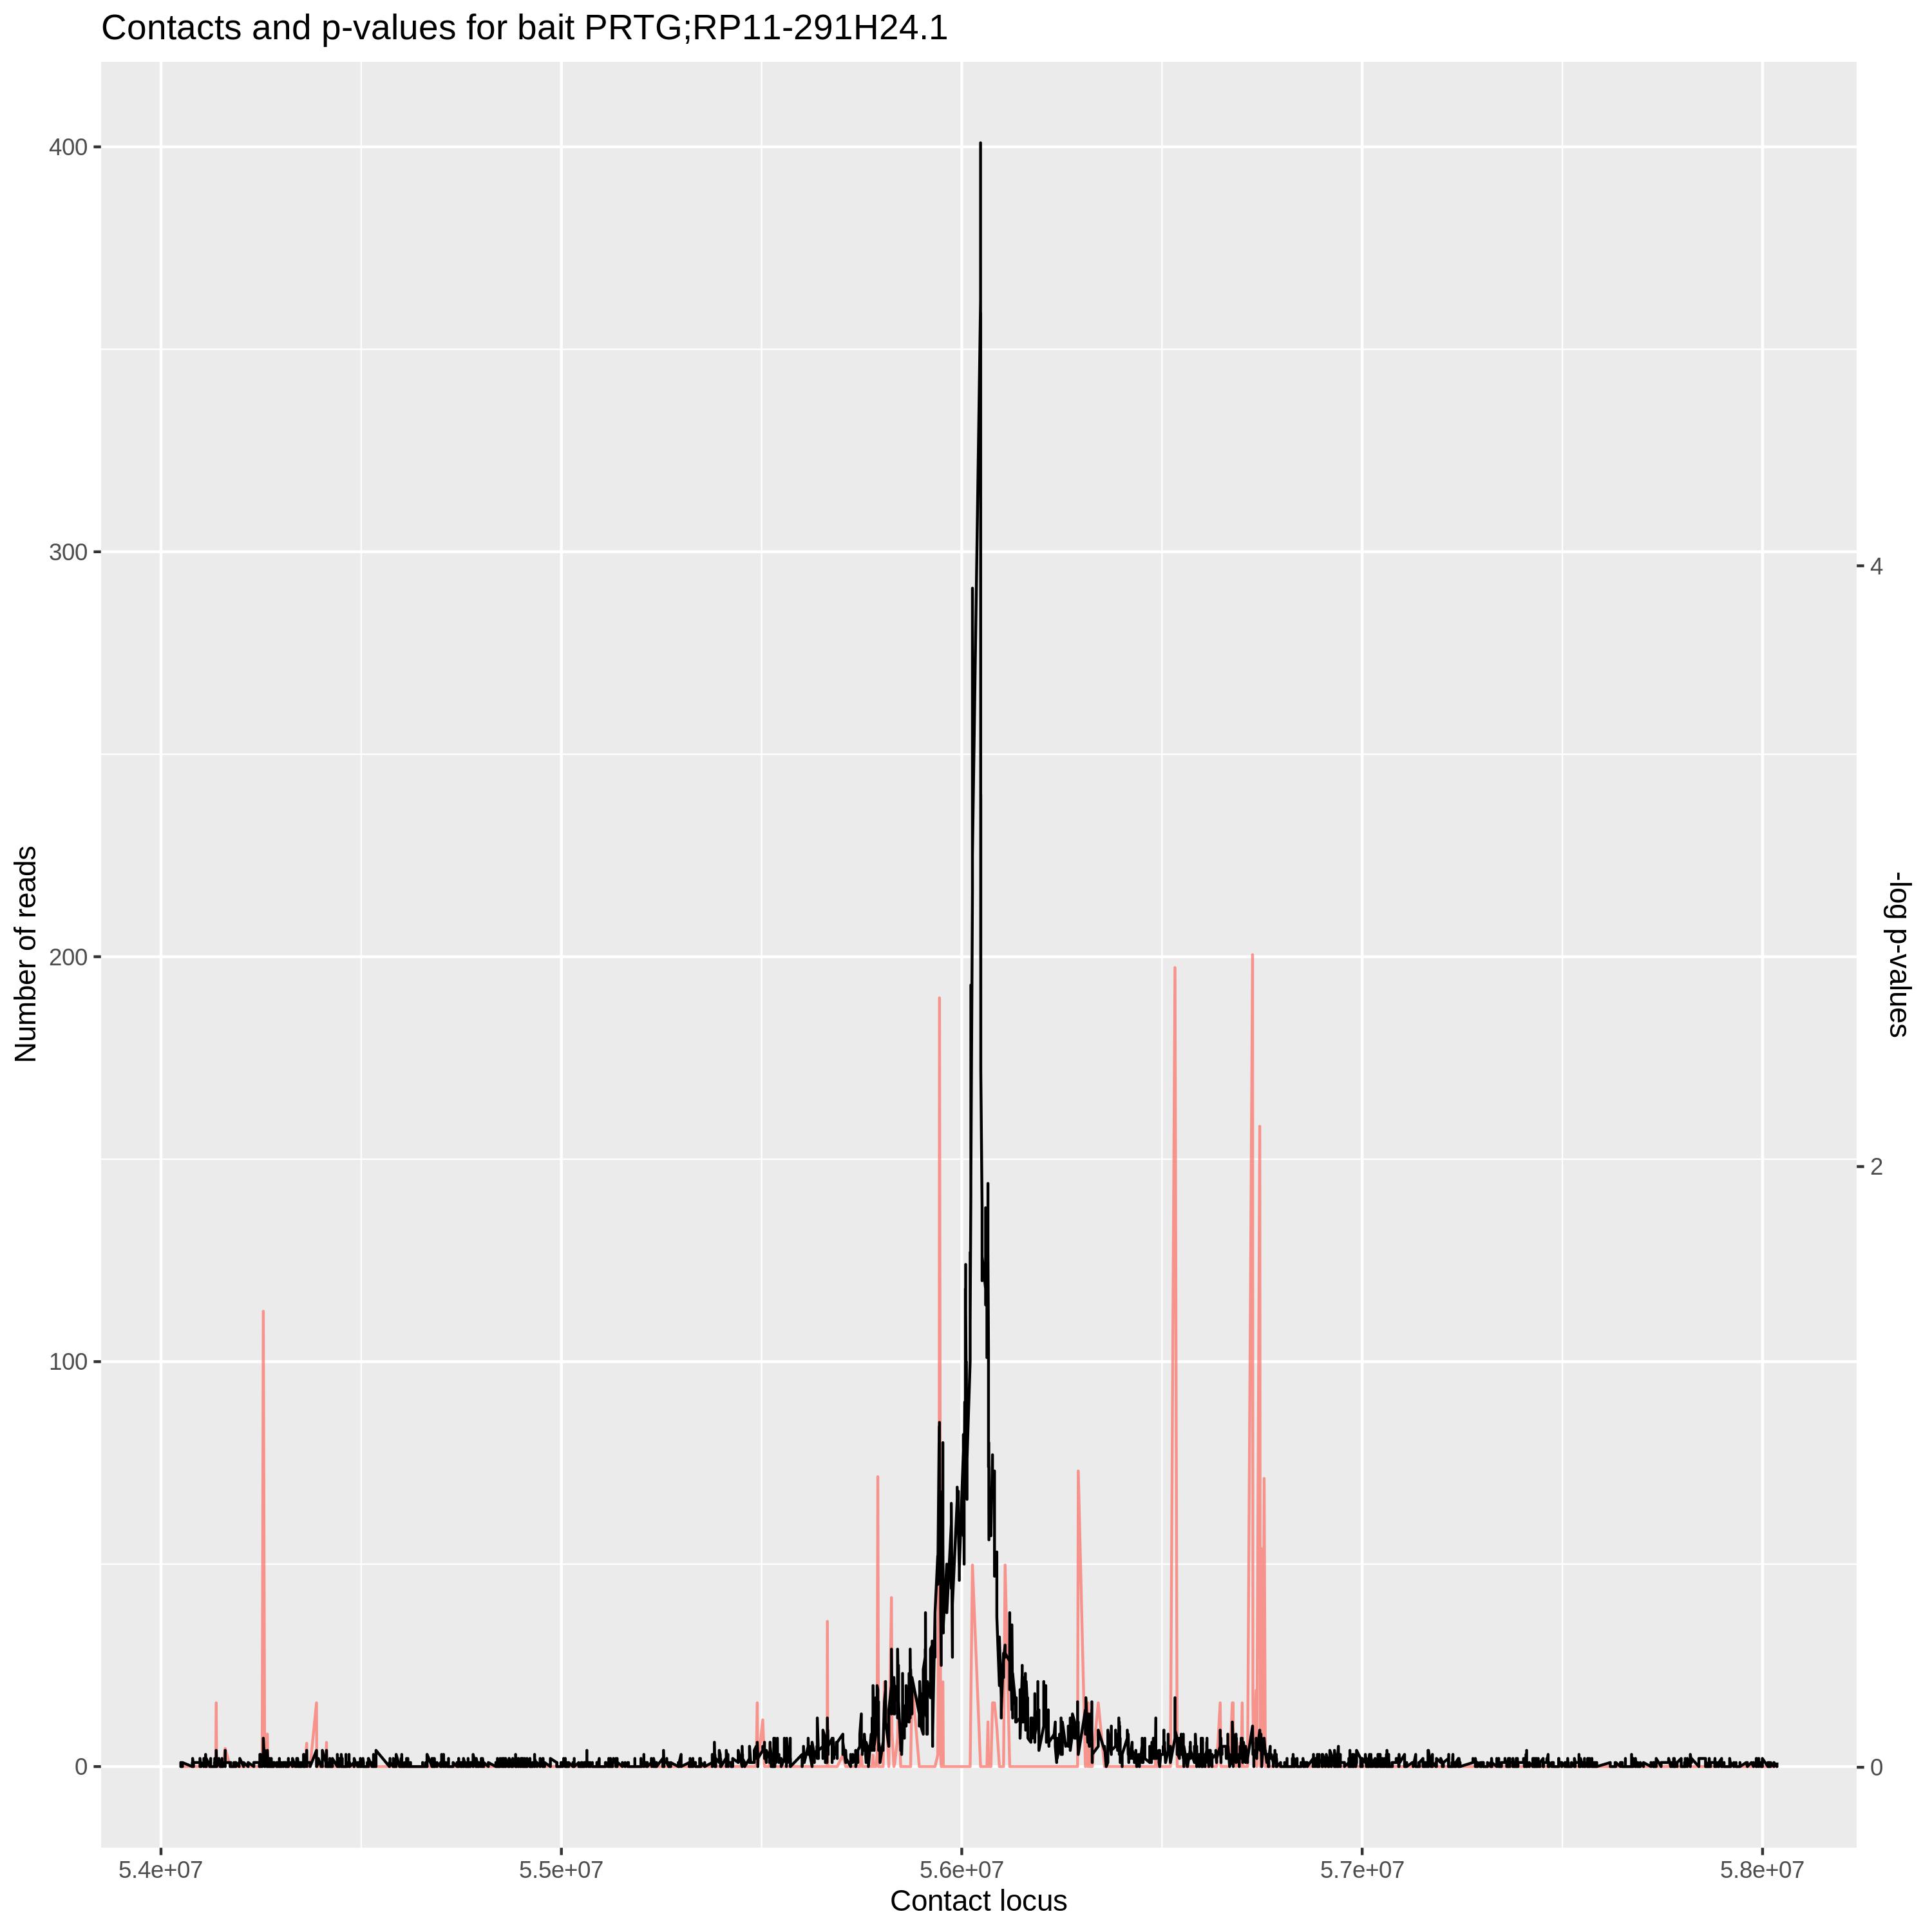 Contacts and p-values for bait PRTG;RP11-291H24.1
400
300
200
100
0
Number of reads
4
2
0
-log p-values
5.4e+07 5.5e+07 5.6e+07 5.7e+07 5.8e+07
Contact locus